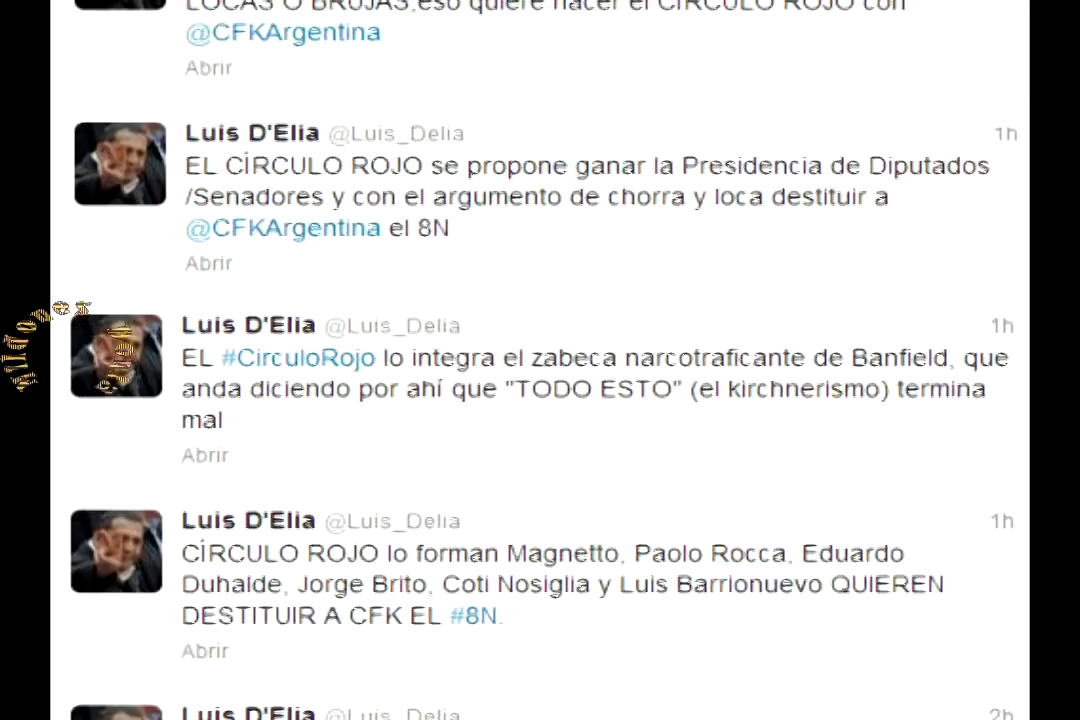 LOCAS O BRUJAS,eso quiere hacer el CÍRCULO ROJO con
@CFKArgentina
Abrir
Luis D'Elia @Luis_Delia 1h
EL CÍRCULO ROJO se propone ganar la Presidencia de Diputados
/Senadores y con el argumento de chorra y loca destituir a
@CFKArgentina el 8N
Abrir
Luis D'Elia @Luis_Delia 1h
EL #CirculoRojo lo integra el zabeca narcotraficante de Banfield, que
anda diciendo por ahí que "TODO ESTO" (el kirchnerismo) termina
mal
Abrir
Luis D'Elia @Luis_Delia 1h
CÍRCULO ROJO lo forman Magnetto, Paolo Rocca, Eduardo
Duhalde, Jorge Brito, Coti Nosiglia y Luis Barrionuevo QUIEREN
DESTITUIR A CFK EL #8N.
Abrir
Luis D'Elia @Luis_Delia 2h